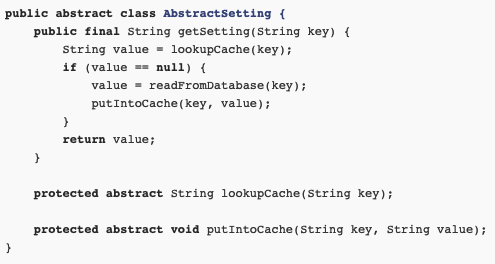 public abstract class AbstractSetting {
    public final String getSetting(String key) {
        String value = lookupCache(key);
        if (value == null) {
            value = readFromDatabase(key);
            putIntoCache(key, value);
        }
        return value;
    }

    protected abstract String lookupCache(String key);

    protected abstract void putIntoCache(String key, String value);
}